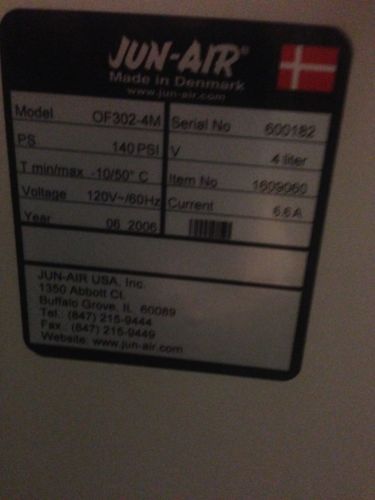 JUN-AIR®
Made in Denmark
www.jun-air.com
Model OF302-4M Serial No 600182
PS 140 PSI V 4 liter
T min/max -10/50° C Item No 1609060
Voltage 120V~/60Hz Current 6.6 A
Year 06 2006
JUN-AIR USA, Inc.
1350 Abbott Ct.
Buffalo Grove, IL 60089
Tel.: (847) 215-9444
Fax.: (847) 215-9449
Website: www.jun-air.com